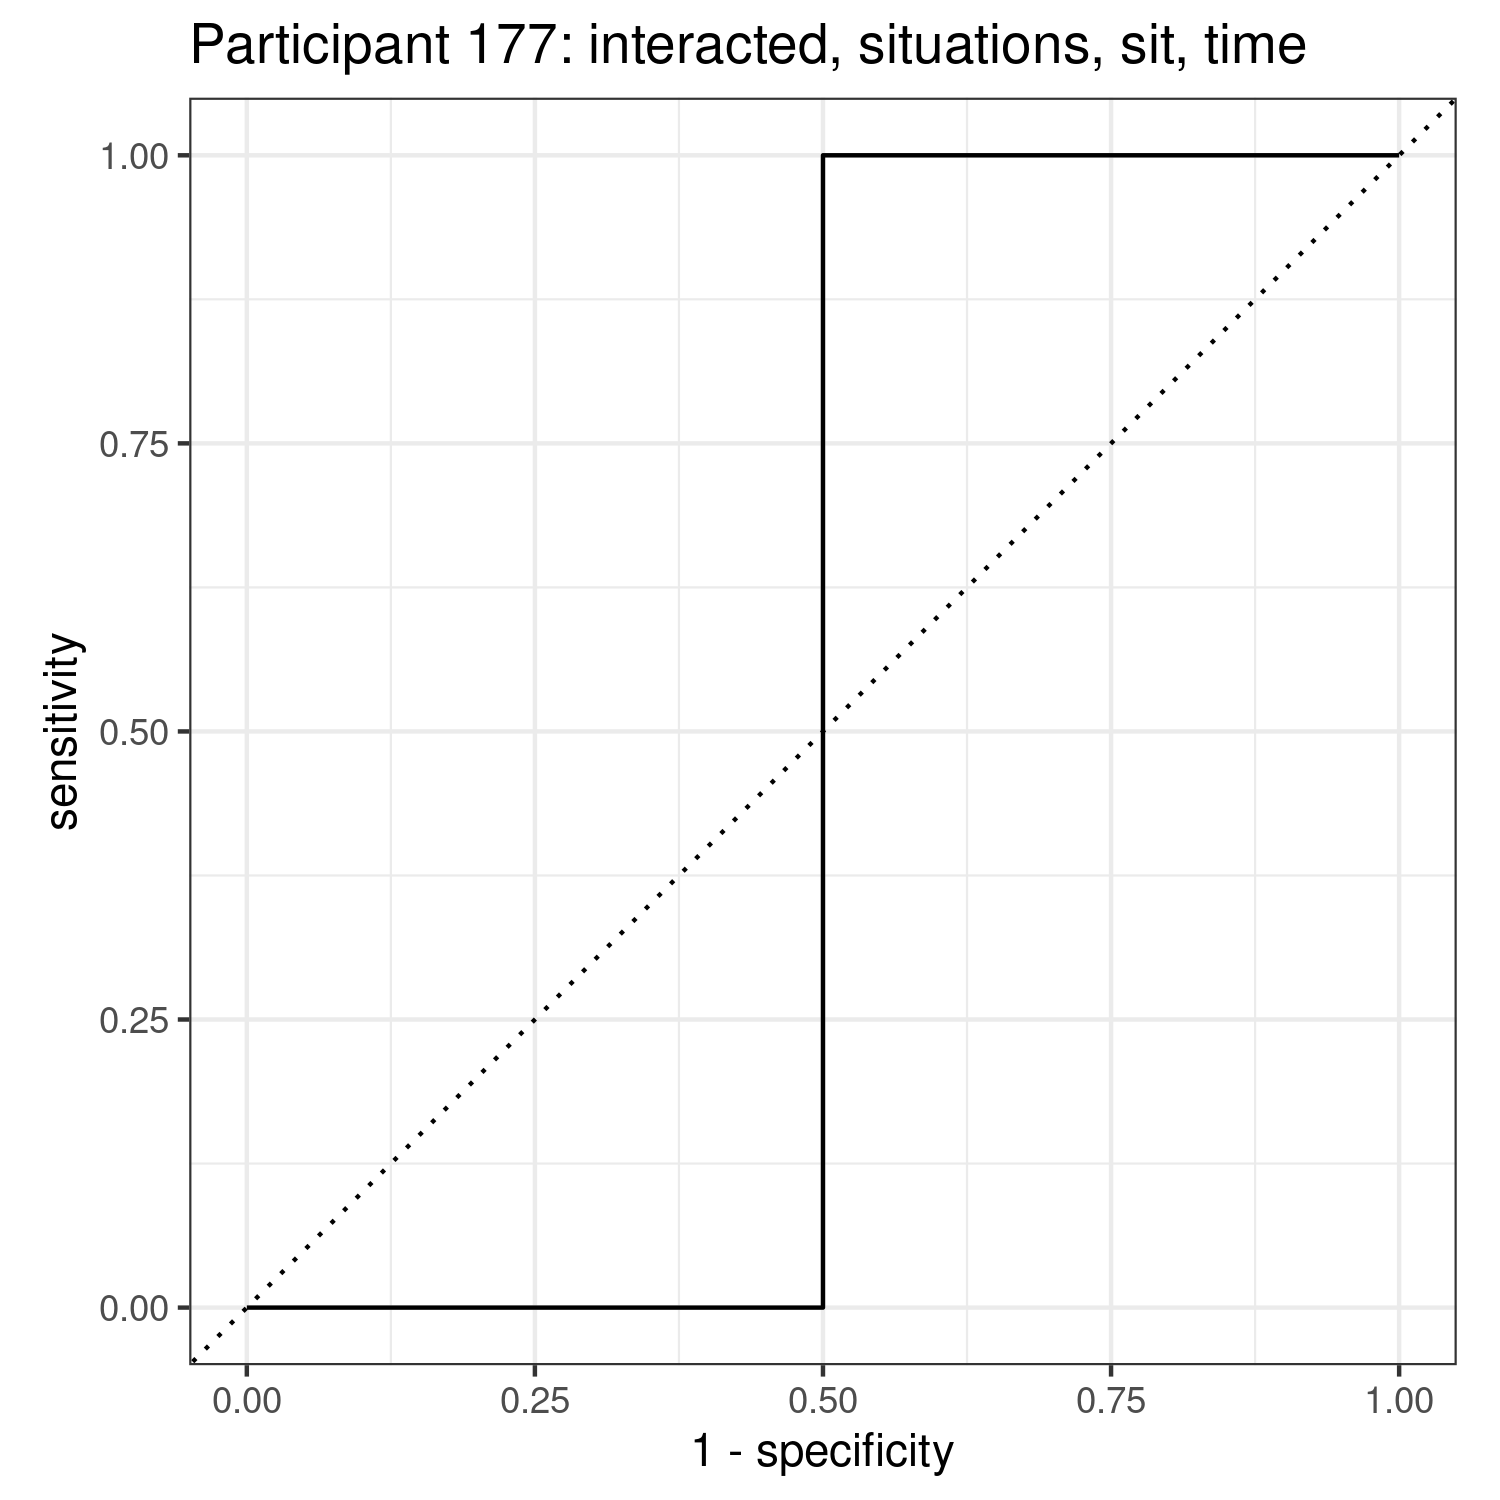 Participant 177: interacted, situations, sit, time
1.00
0.75
0.50
0.25
0.00
sensitivity
0.00 0.25 0.50 0.75 1.00
1 - specificity